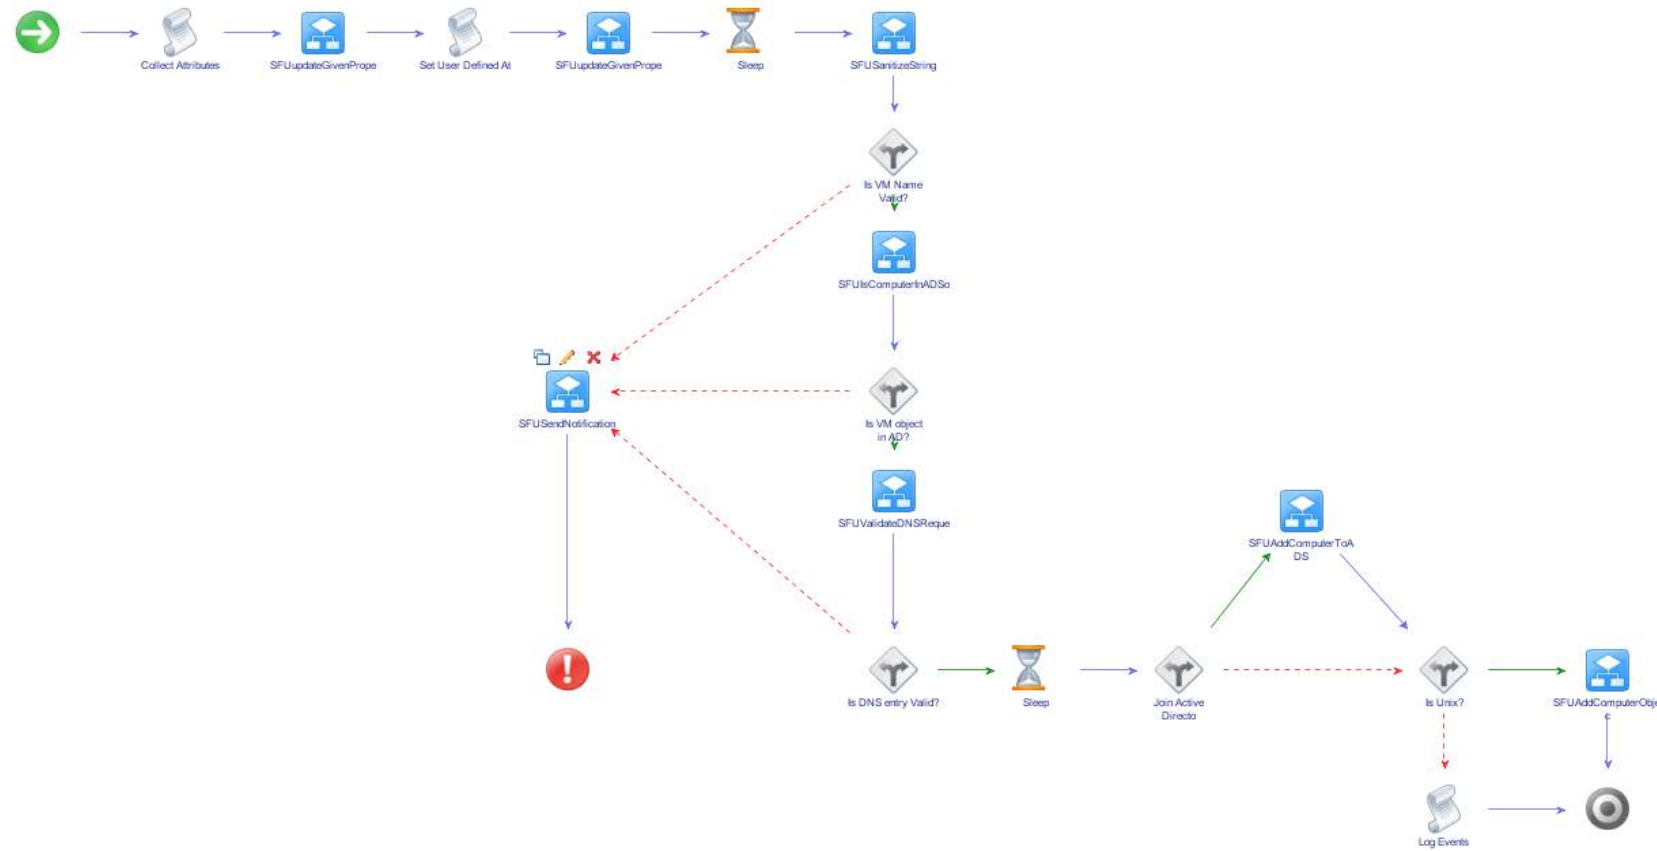 Collect Attributes
SFUupdateGivenPrope
Set User Defined At
SFUupdateGivenPrope
Sleep
SFUSanitizeString
Is VM Name
Valid?
SFUIsComputerInADSo
SFUSendNotification
Is VM object
in AD?
SFUValidateDNSReque
SFUAddComputerToA
DS
Is DNS entry Valid?
Sleep
Join Active
Directo
Is Unix?
SFUAddComputerObje
c
Log Events